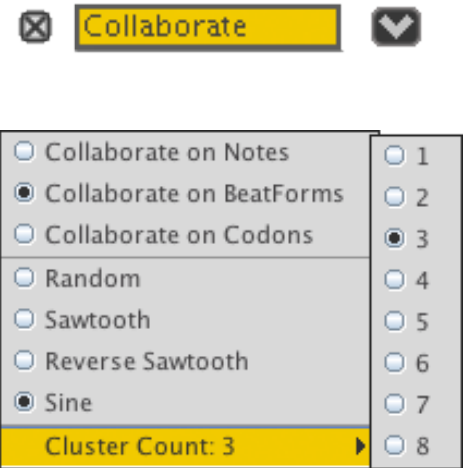 Collaborate
Collaborate on Notes
Collaborate on BeatForms
Collaborate on Codons
Random
Sawtooth
Reverse Sawtooth
Sine
Cluster Count: 3
1
2
3
4
5
6
7
8